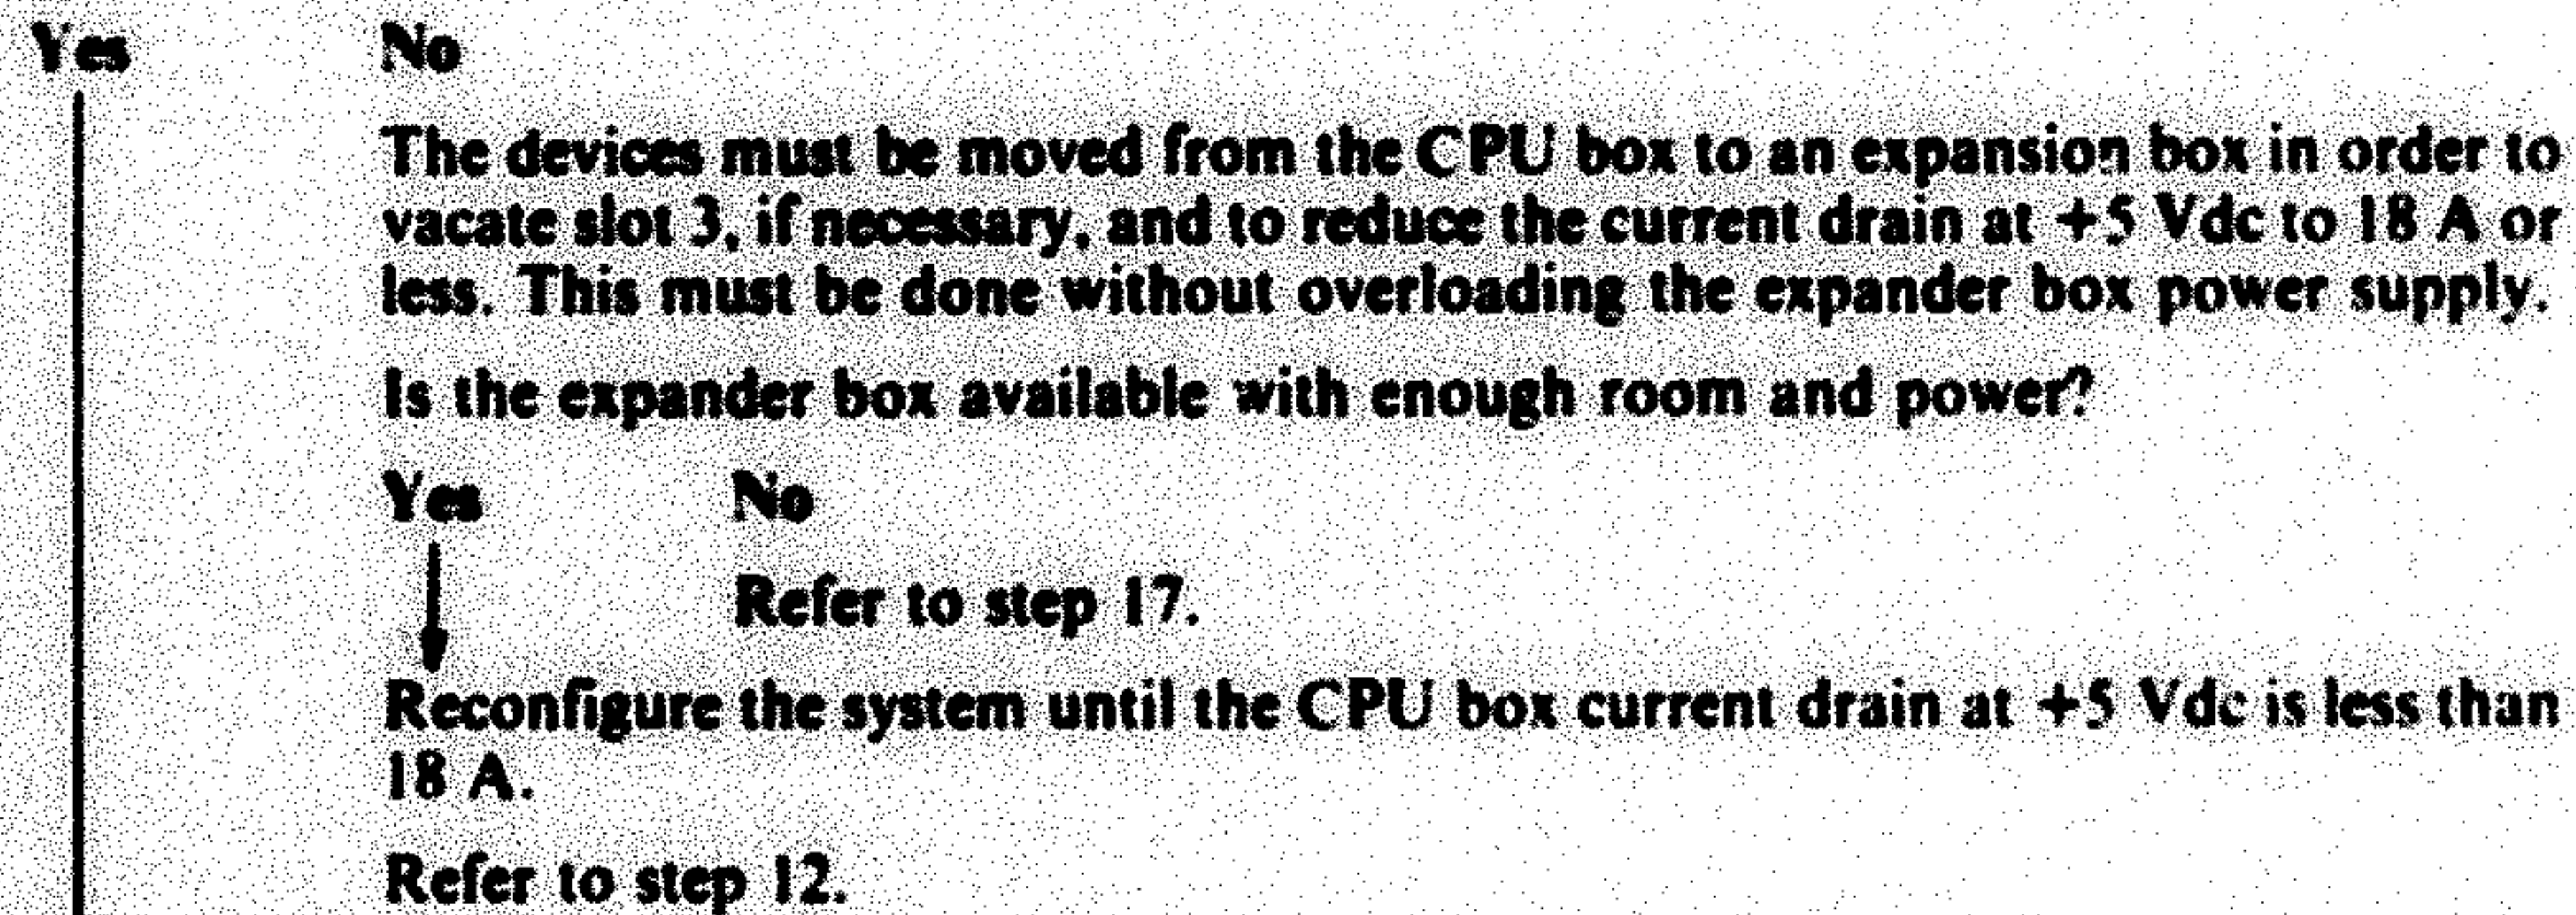 Yes No
The devices must be moved from the CPU box to an expansion box in order to
vacate slot 3, if necessary, and to reduce the current drain at +5 Vdc to 18 A or
less. This must be done without overloading the expander box power supply.
Is the expander box available with enough room and power?
Yes No
Refer to step 17.
Reconfigure the system until the CPU box current drain at +5 Vdc is less than
18 A.
Refer to step 12.